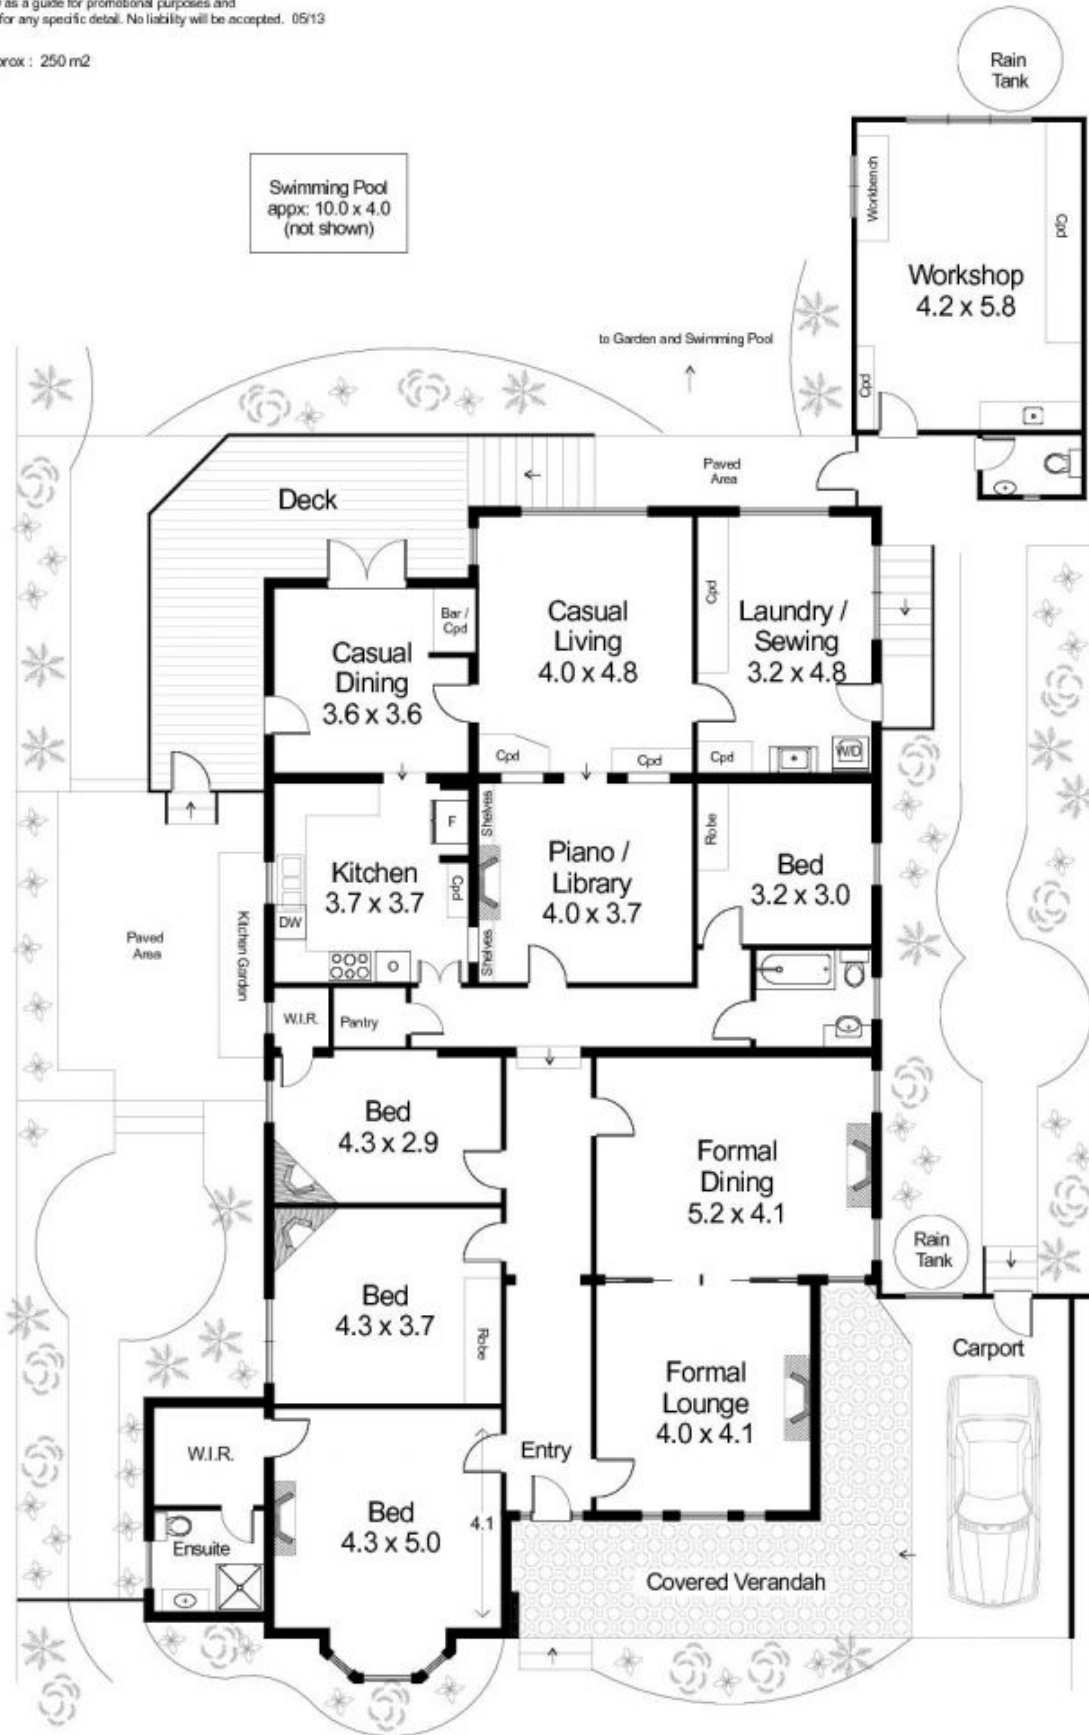 as a guide for promotional purposes and
for any specific detail. No liability will be accepted. 05/13
prox : 250 m2
Rain
Tank
Swimming Pool
appx: 10.0 x 4.0
(not shown)
Workbench
Cpd
Workshop
4.2 x 5.8
Cpd
to Garden and Swimming Pool
Paved
Area
Deck
Bar /
Cpd
Casual
Dining
3.6 x 3.6
Casual
Living
4.0 x 4.8
Cpd
Laundry /
Sewing
3.2 x 4.8
Cpd
Cpd
Cpd
W/D
Shelves
F
Kitchen
3.7 x 3.7
Cpd
DW
Piano /
Library
4.0 x 3.7
Shelves
Robe
Bed
3.2 x 3.0
Paved
Area
Kitchen Garden
W.I.R.
Pantry
Bed
4.3 x 2.9
Formal
Dining
5.2 x 4.1
Rain
Tank
Bed
4.3 x 3.7
Robe
Formal
Lounge
4.0 x 4.1
Carport
W.I.R.
Entry
Bed
4.3 x 5.0
4.1
Ensuite
Covered Verandah